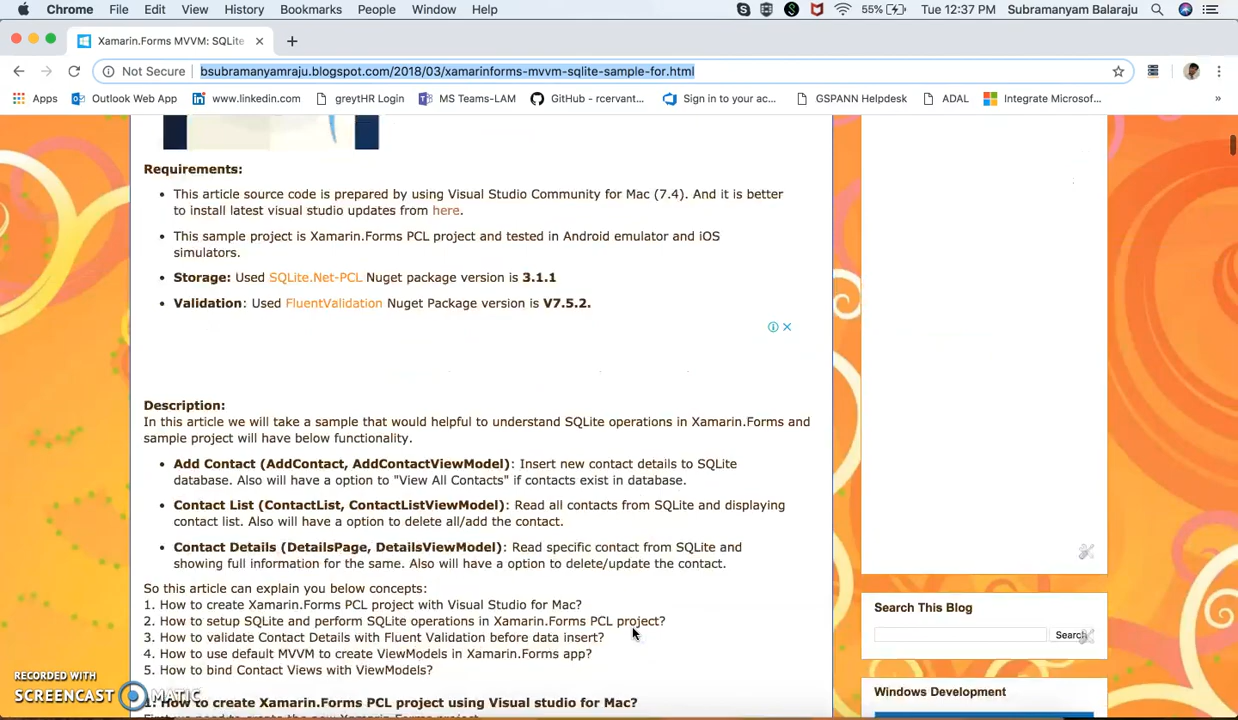 Chrome File Edit View History Bookmarks People Window Help 55% Tue 12:37 PM Subramanyam Balaraju
Xamarin.Forms MVVM: SQLite
Not Secure bsubramanyamraju.blogspot.com/2018/03/xamarinforms-mvvm-sqlite-sample-for.html
Apps Outlook Web App www.linkedin.com greytHR Login MS Teams-LAM GitHub - rcervant... Sign in to your ac... GSPANN Helpdesk ADAL Integrate Microsof... »
Requirements:
• This article source code is prepared by using Visual Studio Community for Mac (7.4). And it is better
to install latest visual studio updates from here.
• This sample project is Xamarin.Forms PCL project and tested in Android emulator and iOS
simulators.
• Storage: Used SQLite.Net-PCL Nuget package version is 3.1.1
• Validation: Used FluentValidation Nuget Package version is V7.5.2.
Description:
In this article we will take a sample that would helpful to understand SQLite operations in Xamarin.Forms and
sample project will have below functionality.
• Add Contact (AddContact, AddContactViewModel): Insert new contact details to SQLite
database. Also will have a option to "View All Contacts" if contacts exist in database.
• Contact List (ContactList, ContactListViewModel): Read all contacts from SQLite and displaying
contact list. Also will have a option to delete all/add the contact.
• Contact Details (DetailsPage, DetailsViewModel): Read specific contact from SQLite and
showing full information for the same. Also will have a option to delete/update the contact.
So this article can explain you below concepts:
1. How to create Xamarin.Forms PCL project with Visual Studio for Mac?
2. How to setup SQLite and perform SQLite operations in Xamarin.Forms PCL project?
3. How to validate Contact Details with Fluent Validation before data insert?
4. How to use default MVVM to create ViewModels in Xamarin.Forms app?
5. How to bind Contact Views with ViewModels?
1. How to create Xamarin.Forms PCL project using Visual studio for Mac?
First we need to create the new Xamarin.Forms project.
Search This Blog
Search
Windows Development
RECORDED WITH
SCREENCAST MATIC